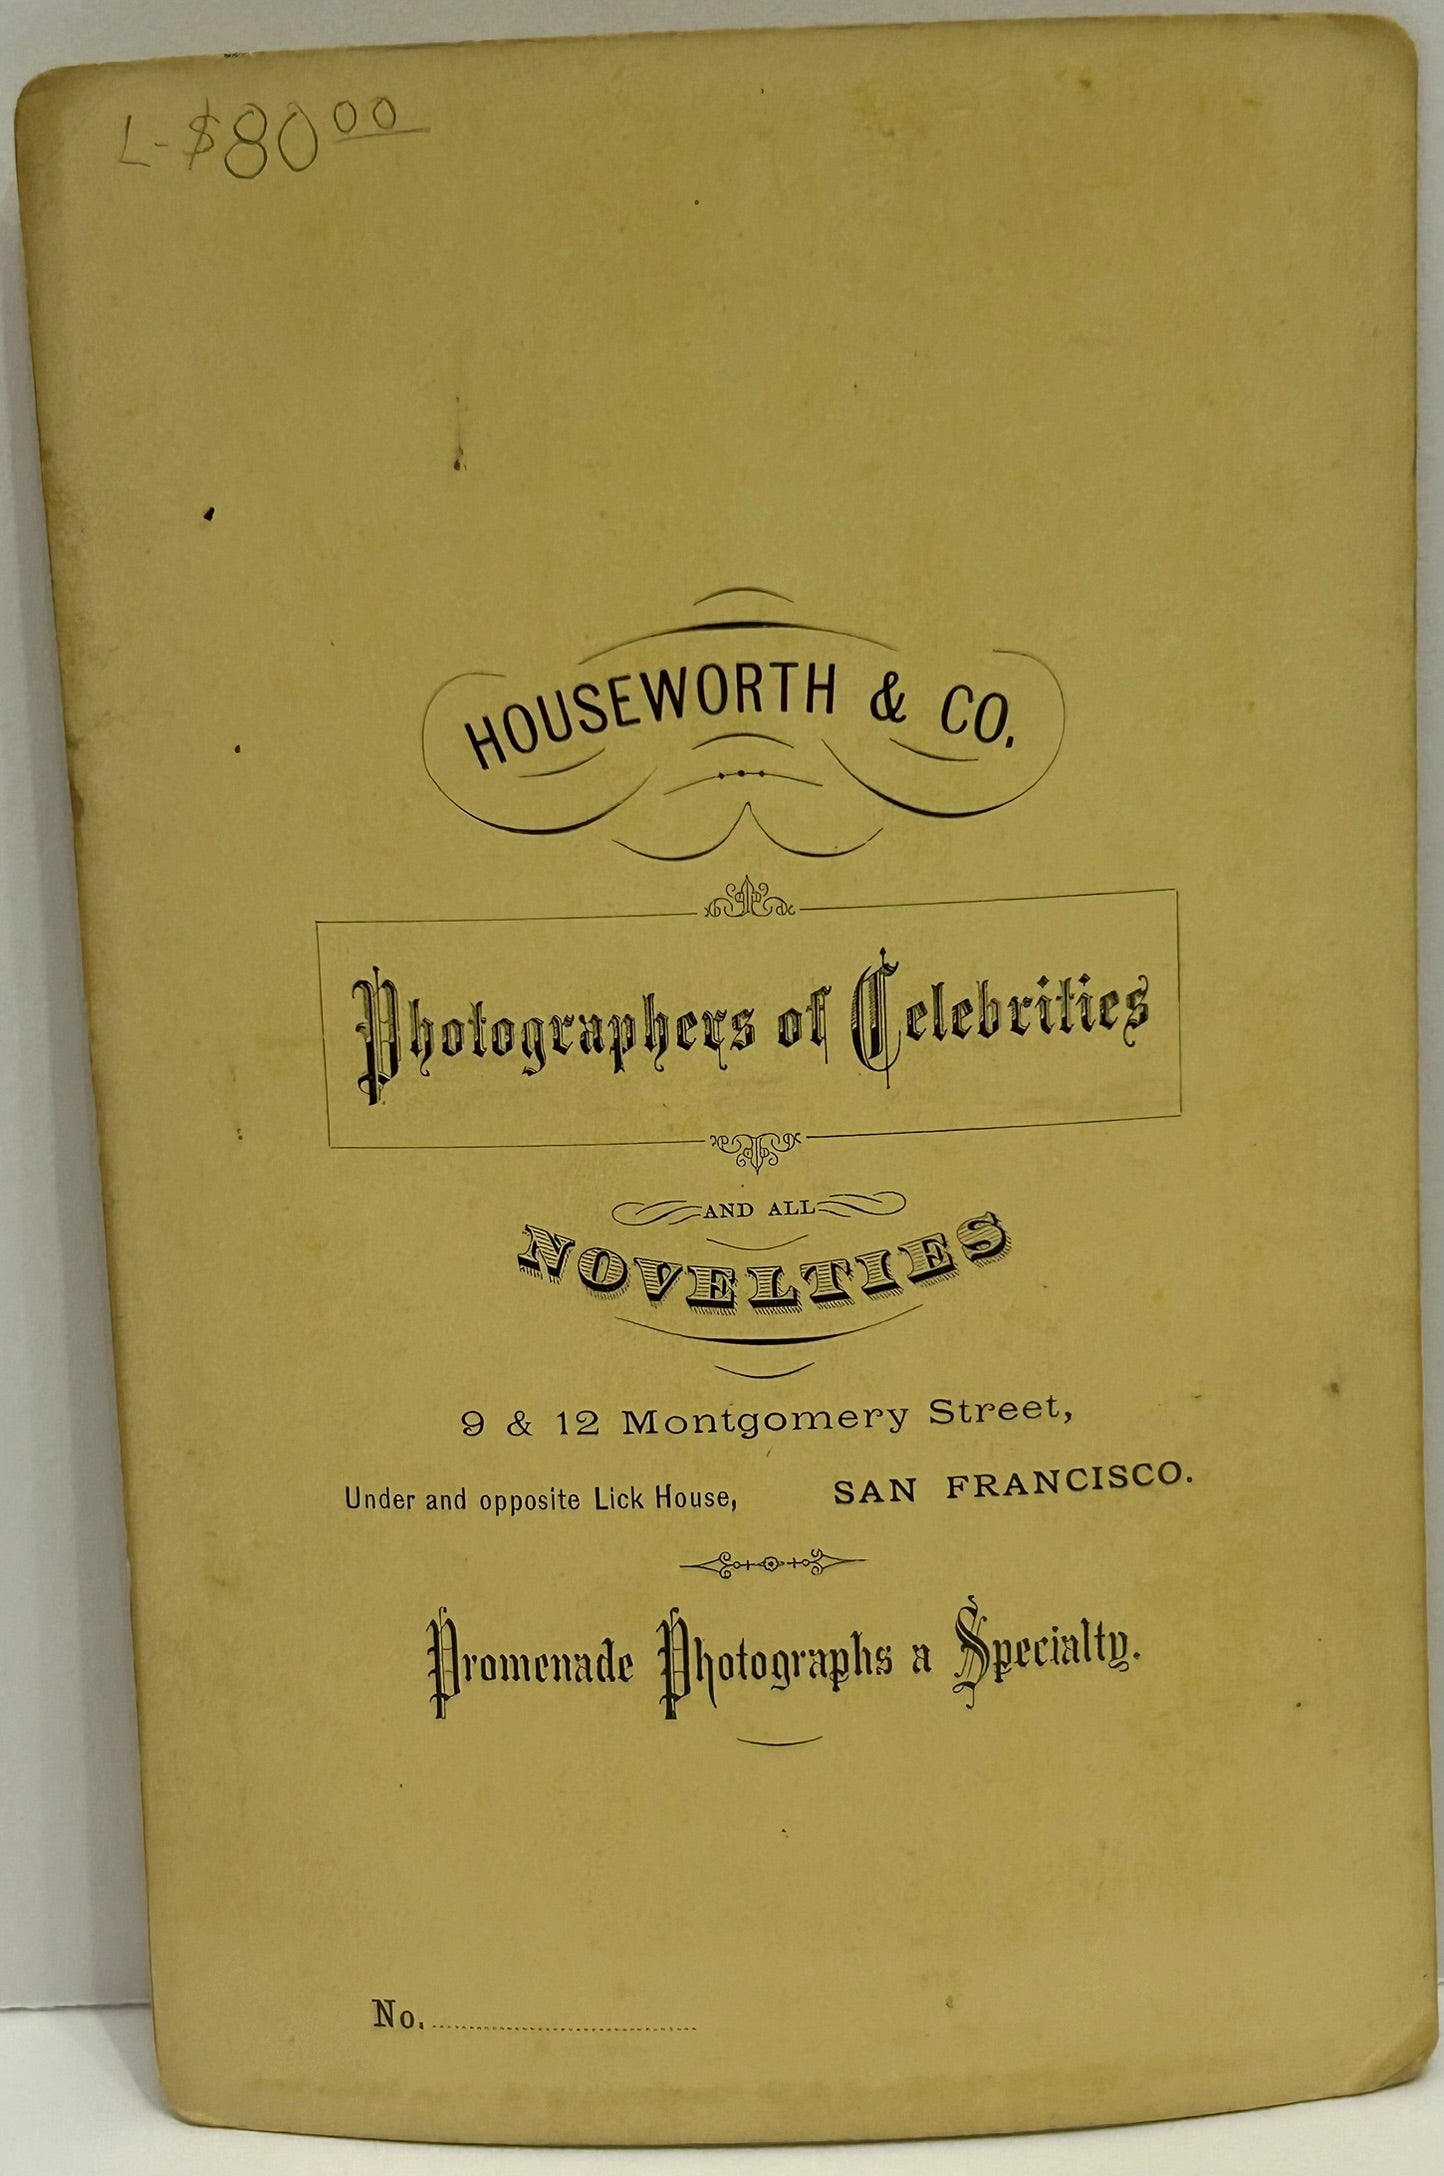 L-$80 00
HOUSEWORTH & CO.
Photographers of Celebrities
AND ALL
NOVELTIES
9 & 12 Montgomery Street,
Under and opposite Lick House, SAN FRANCISCO.
Promenade Photographs a Specialty.
No.